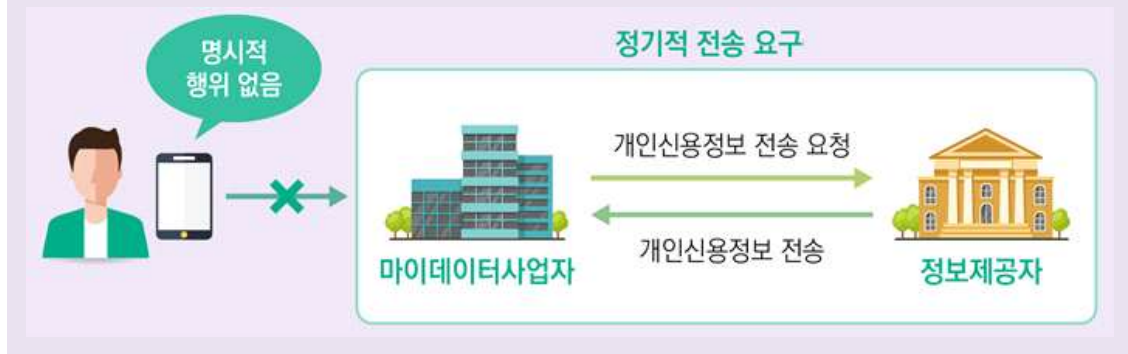 명시적
행위 없음
정기적 전송 요구
개인신용정보 전송 요청
개인신용정보 전송
마이데이터사업자
정보제공자